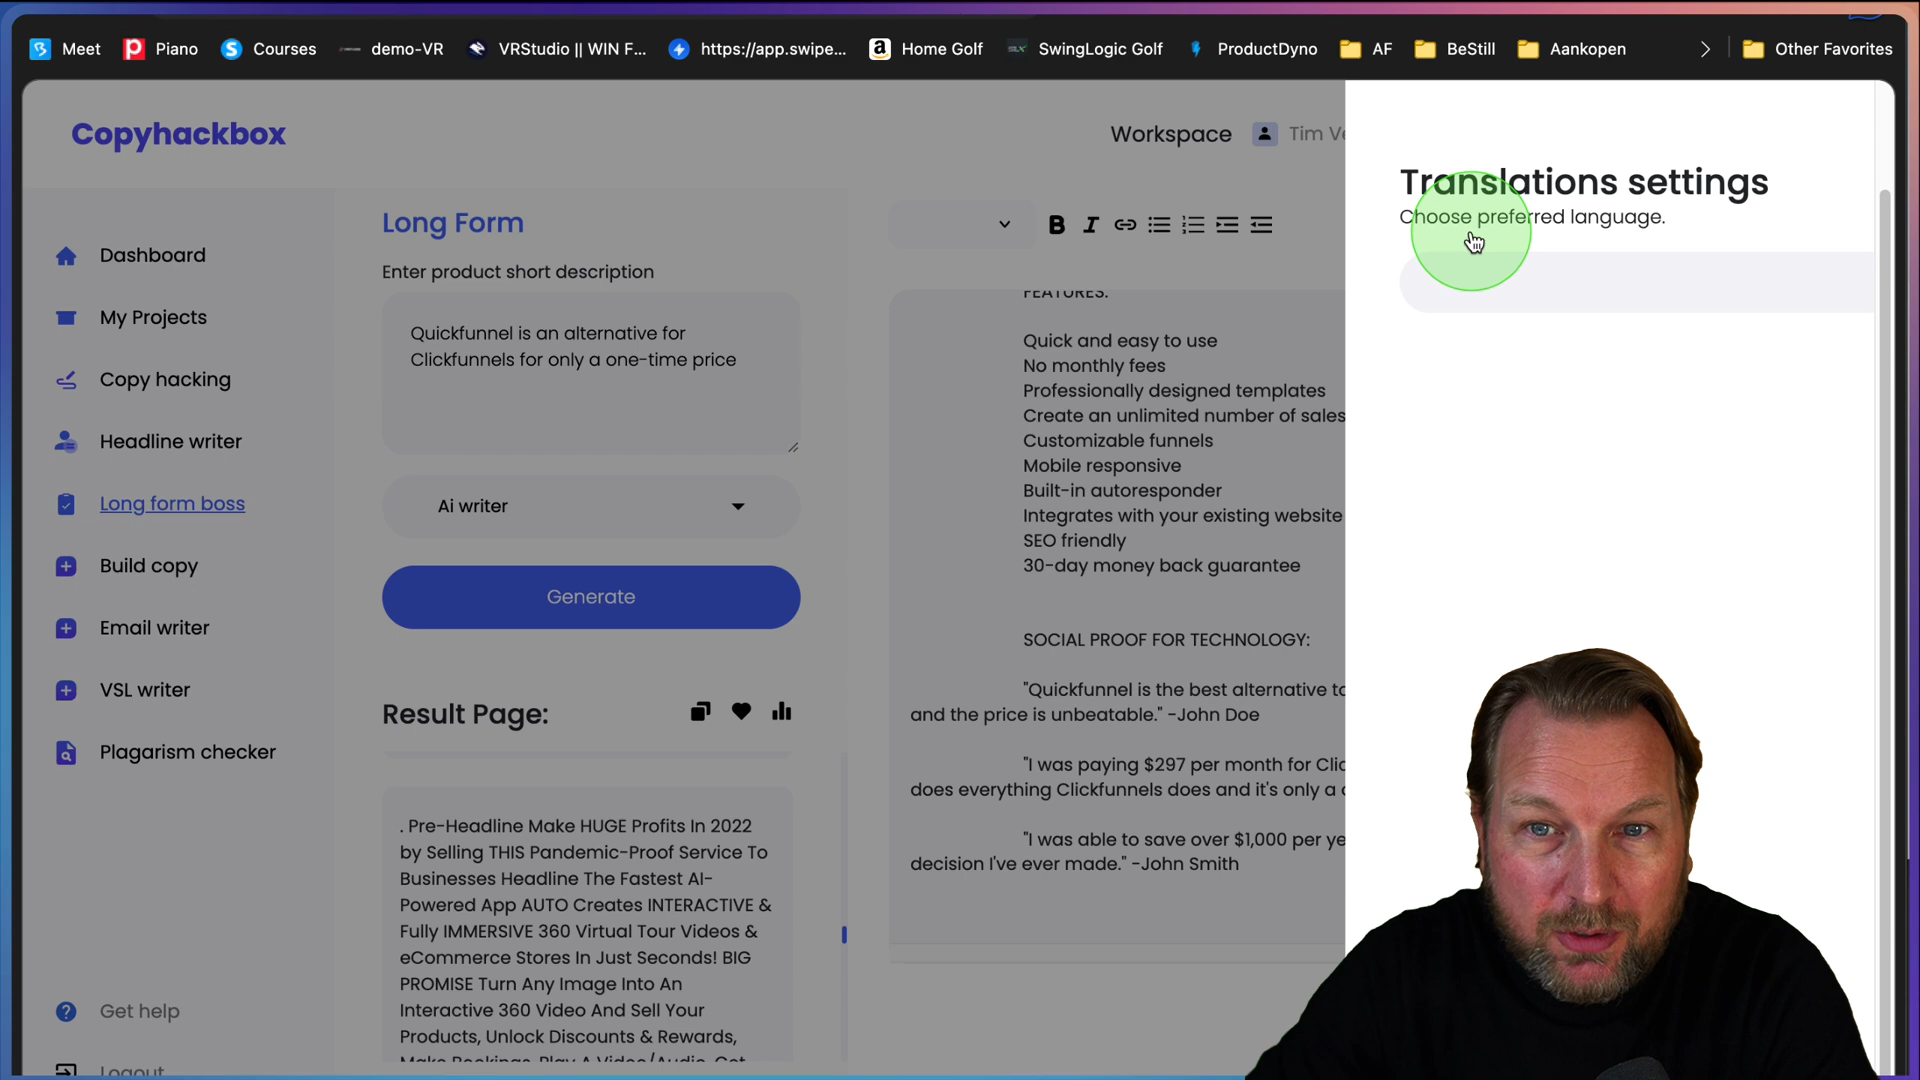 Meet
Piano
Courses
demo-VR
VRStudio || WIN F...
https://app.swipe...
Home Golf
SwingLogic Golf
ProductDyno
AF
BeStill
Aankopen
Other Favorites
Copyhackbox
Workspace
Tim Ve
Dashboard
My Projects
Copy hacking
Headline writer
Long form boss
Build copy
Email writer
VSL writer
Plagarism checker
Get help
Logout
Long Form
Enter product short description
Quickfunnel is an alternative for
Clickfunnels for only a one-time price
Ai writer
Generate
Result Page:
. Pre-Headline Make HUGE Profits In 2022
by Selling THIS Pandemic-Proof Service To
Businesses Headline The Fastest AI-
Powered App AUTO Creates INTERACTIVE &
Fully IMMERSIVE 360 Virtual Tour Videos &
eCommerce Stores In Just Seconds! BIG
PROMISE Turn Any Image Into An
Interactive 360 Video And Sell Your
Products, Unlock Discounts & Rewards,
Make Bookings, Play A Video/Audio, Get
B I
FEATURES:
Quick and easy to use
No monthly fees
Professionally designed templates
Create an unlimited number of sales
Customizable funnels
Mobile responsive
Built-in autoresponder
Integrates with your existing website
SEO friendly
30-day money back guarantee
SOCIAL PROOF FOR TECHNOLOGY:
"Quickfunnel is the best alternative to
and the price is unbeatable." -John Doe
"I was paying $297 per month for Clic
does everything Clickfunnels does and it's only a
"I was able to save over $1,000 per ye
decision I've ever made." -John Smith
Translations settings
Choose preferred language.